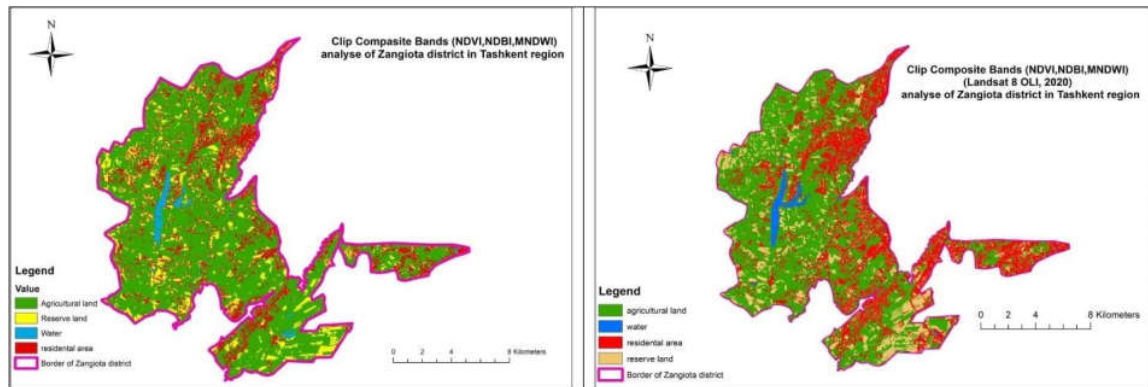 N
Clip Compasite Bands (NDVI,NDBI,MNDWI)
analyse of Zangiota district in Tashkent region
Legend
Value
Agricultural land
Reserve land
Water
residental area
Border of Zangiota district
0 2 4 8 Kilometers
N
Clip Composite Bands (NDVI,NDBI,MNDWI)
(Landsat 8 OLI, 2020)
analyse of Zangiota district in Tashkent region
Legend
agricultural land
water
residental area
reserve land
Border of Zangiota district
0 2 4 8 Kilometers